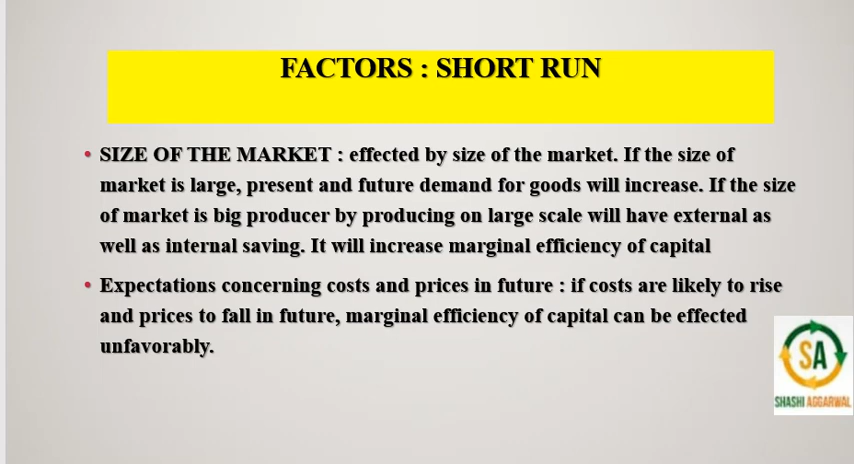 FACTORS : SHORT RUN
• SIZE OF THE MARKET : effected by size of the market. If the size of
market is large, present and future demand for goods will increase. If the size
of market is big producer by producing on large scale will have external as
well as internal saving. It will increase marginal efficiency of capital
• Expectations concerning costs and prices in future : if costs are likely to rise
and prices to fall in future, marginal efficiency of capital can be effected
unfavorably.
SA
SHASHI AGGARWAL